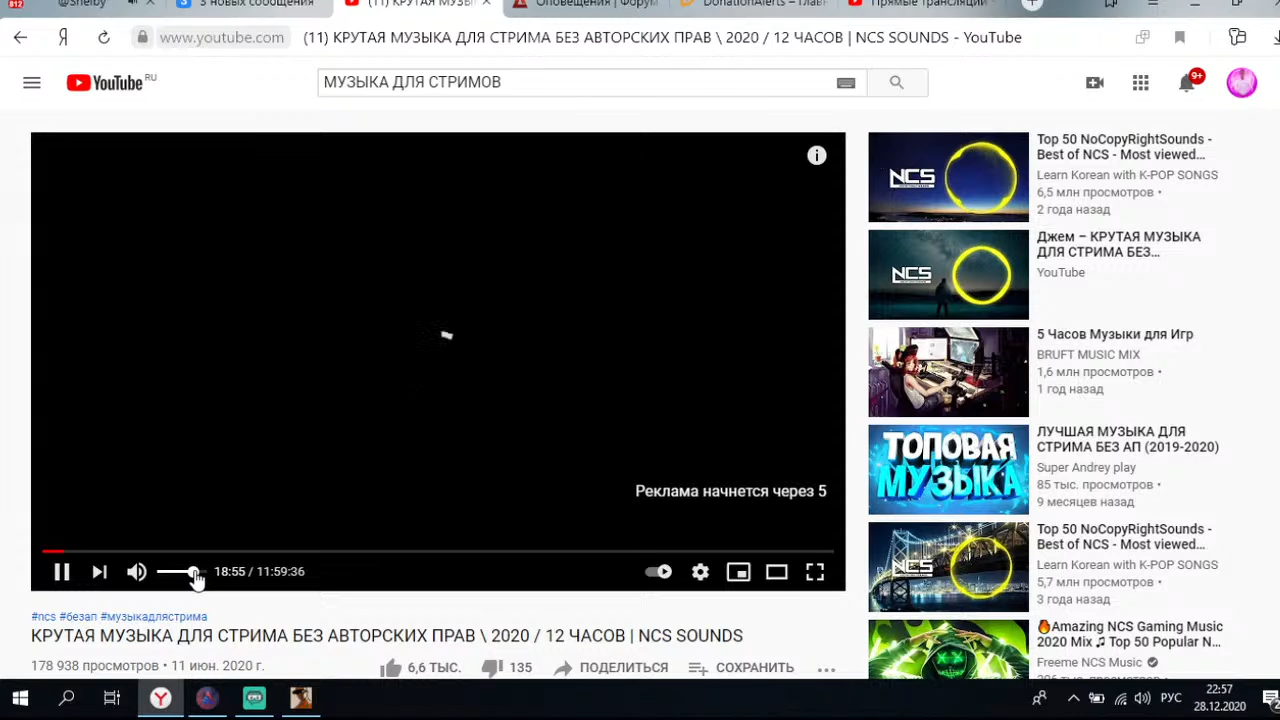 812
@Shelby
3 новых сообщения
(11) КРУТАЯ МУЗЫ
Оповещения \ Форум
DonationAlerts – Глав
Прямые трансляции
www.youtube.com
(11) КРУТАЯ МУЗЫКА ДЛЯ СТРИМА БЕЗ АВТОРСКИХ ПРАВ \ 2020 / 12 ЧАСОВ | NCS SOUNDS - YouTube
YouTube RU
МУЗЫКА ДЛЯ СТРИМОВ
9+
Реклама начнется через 5
18:55 / 11:59:36
#ncs #безап #музыкадлястрима
КРУТАЯ МУЗЫКА ДЛЯ СТРИМА БЕЗ АВТОРСКИХ ПРАВ \ 2020 / 12 ЧАСОВ | NCS SOUNDS
178 938 просмотров • 11 июн. 2020 г.
6,6 ТЫС.
135
ПОДЕЛИТЬСЯ
СОХРАНИТЬ
NCS
Top 50 NoCopyRightSounds -
Best of NCS - Most viewed...
Learn Korean with K-POP SONGS
6,5 млн просмотров •
2 года назад
NCS
Джем – КРУТАЯ МУЗЫКА
ДЛЯ СТРИМА БЕЗ...
YouTube
5 Часов Музыки для Игр
BRUFT MUSIC MIX
1,6 млн просмотров •
1 год назад
ТОПОВАЯ
МУЗЫКА
ЛУЧШАЯ МУЗЫКА ДЛЯ
СТРИМА БЕЗ АП (2019-2020)
Super Andrey play
85 тыс. просмотров •
9 месяцев назад
NCS
Top 50 NoCopyRightSounds -
Best of NCS - Most viewed...
Learn Korean with K-POP SONGS
5,7 млн просмотров •
3 года назад
🔥Amazing NCS Gaming Music
2020 Mix ♫ Top 50 Popular N...
Freeme NCS Music
РУС
22:57
28.12.2020